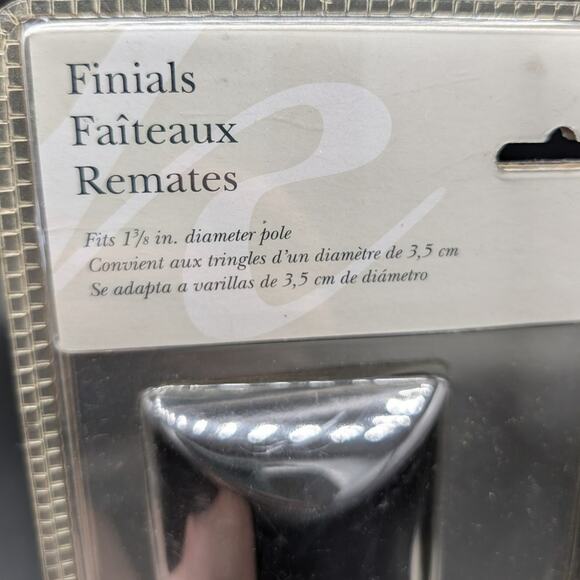 Finials
Faîteaux
Remates
Fits 1⅜ in. diameter pole
Convient aux tringles d'un diamètre de 3,5 cm
Se adapta a varillas de 3,5 cm de diámetro